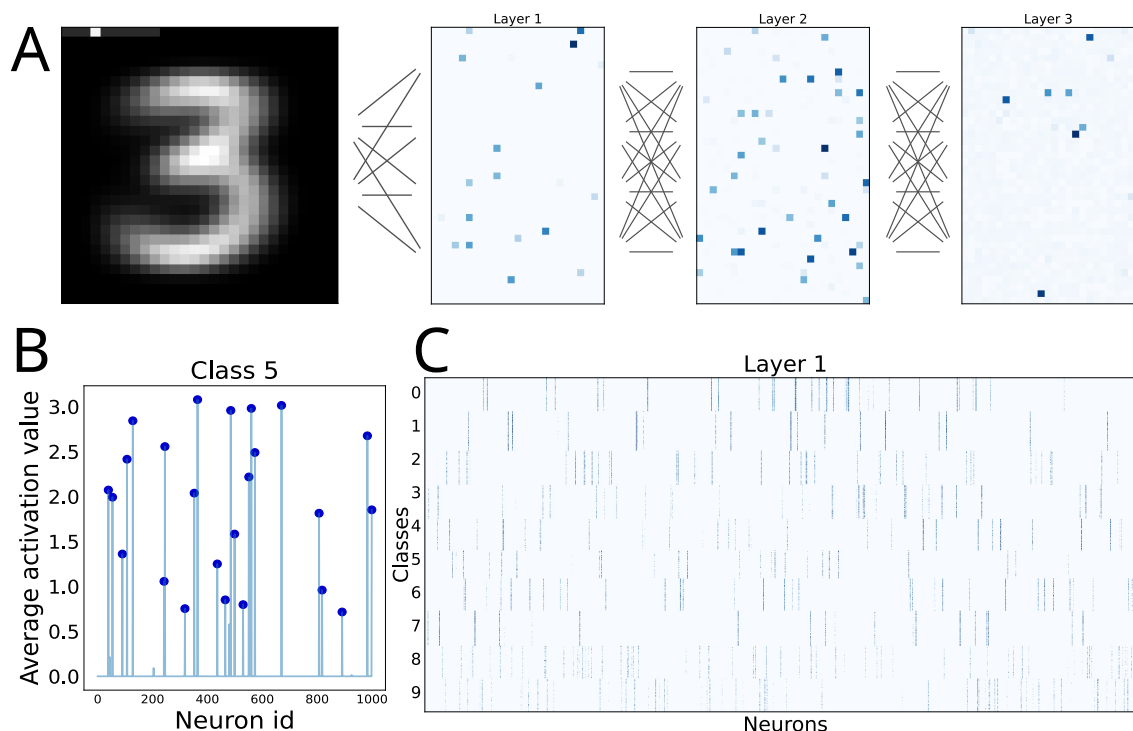 A
Layer 1
Layer 2
Layer 3
B
Class 5
Average activation value
3.0
2.5
2.0
1.5
1.0
0.5
0.0
0 200 400 600 800 1000
Neuron id
C
Layer 1
Classes
0
1
2
3
4
5
6
7
8
9
Neurons